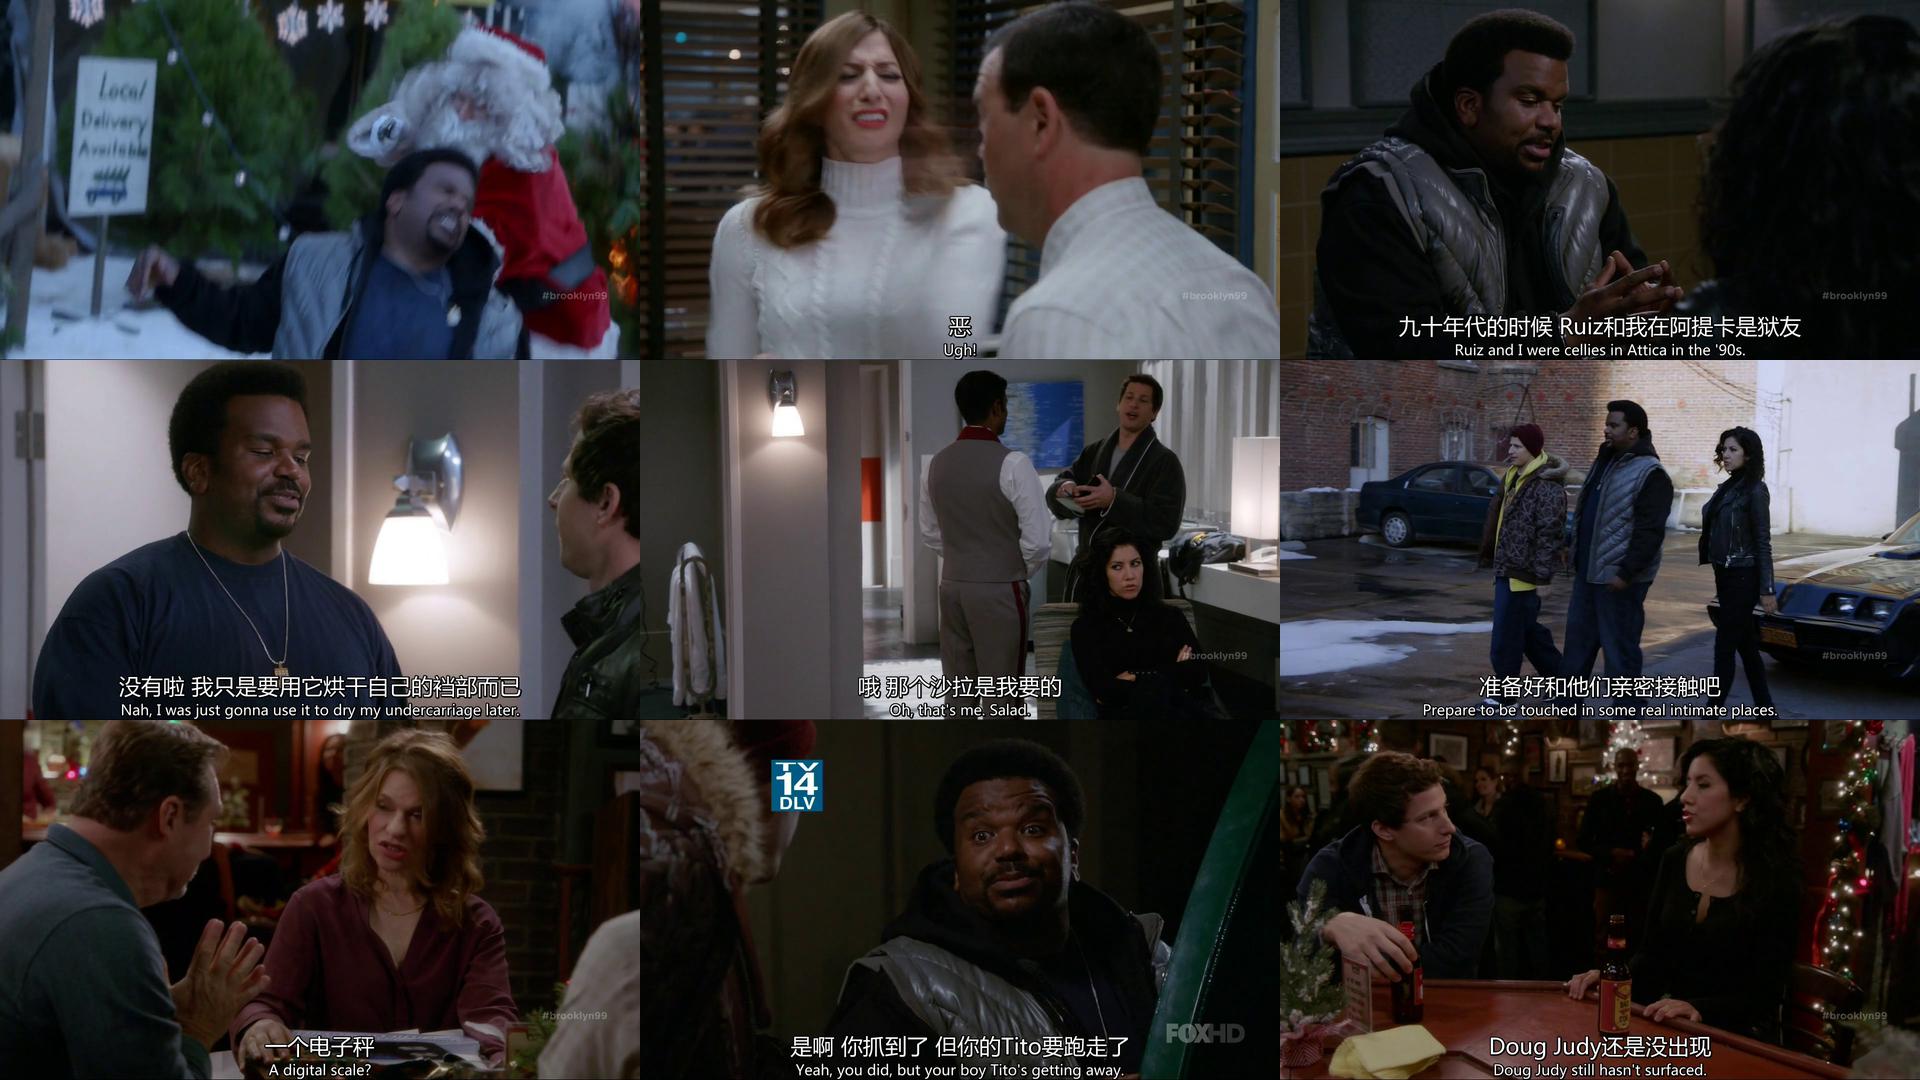 Local
Delivery
Available
#brooklyn99
#brooklyn99
恶
Ugh!
#brooklyn99
九十年代的时候 Ruiz和我在阿提卡是狱友
Ruiz and I were cellies in Attica in the '90s.
没有啦 我只是要用它烘干自己的裆部而已
Nah, I was just gonna use it to dry my undercarriage later.
#brooklyn99
哦 那个沙拉是我要的
Oh, that's me. Salad.
#brooklyn99
准备好和他们亲密接触吧
Prepare to be touched in some real intimate places.
#brooklyn99
一个电子秤
A digital scale?
TV
14
DLV
FOXHD
是啊 你抓到了 但你的Tito要跑走了
Yeah, you did, but your boy Tito's getting away.
#brooklyn99
Doug Judy还是没出现
Doug Judy still hasn't surfaced.